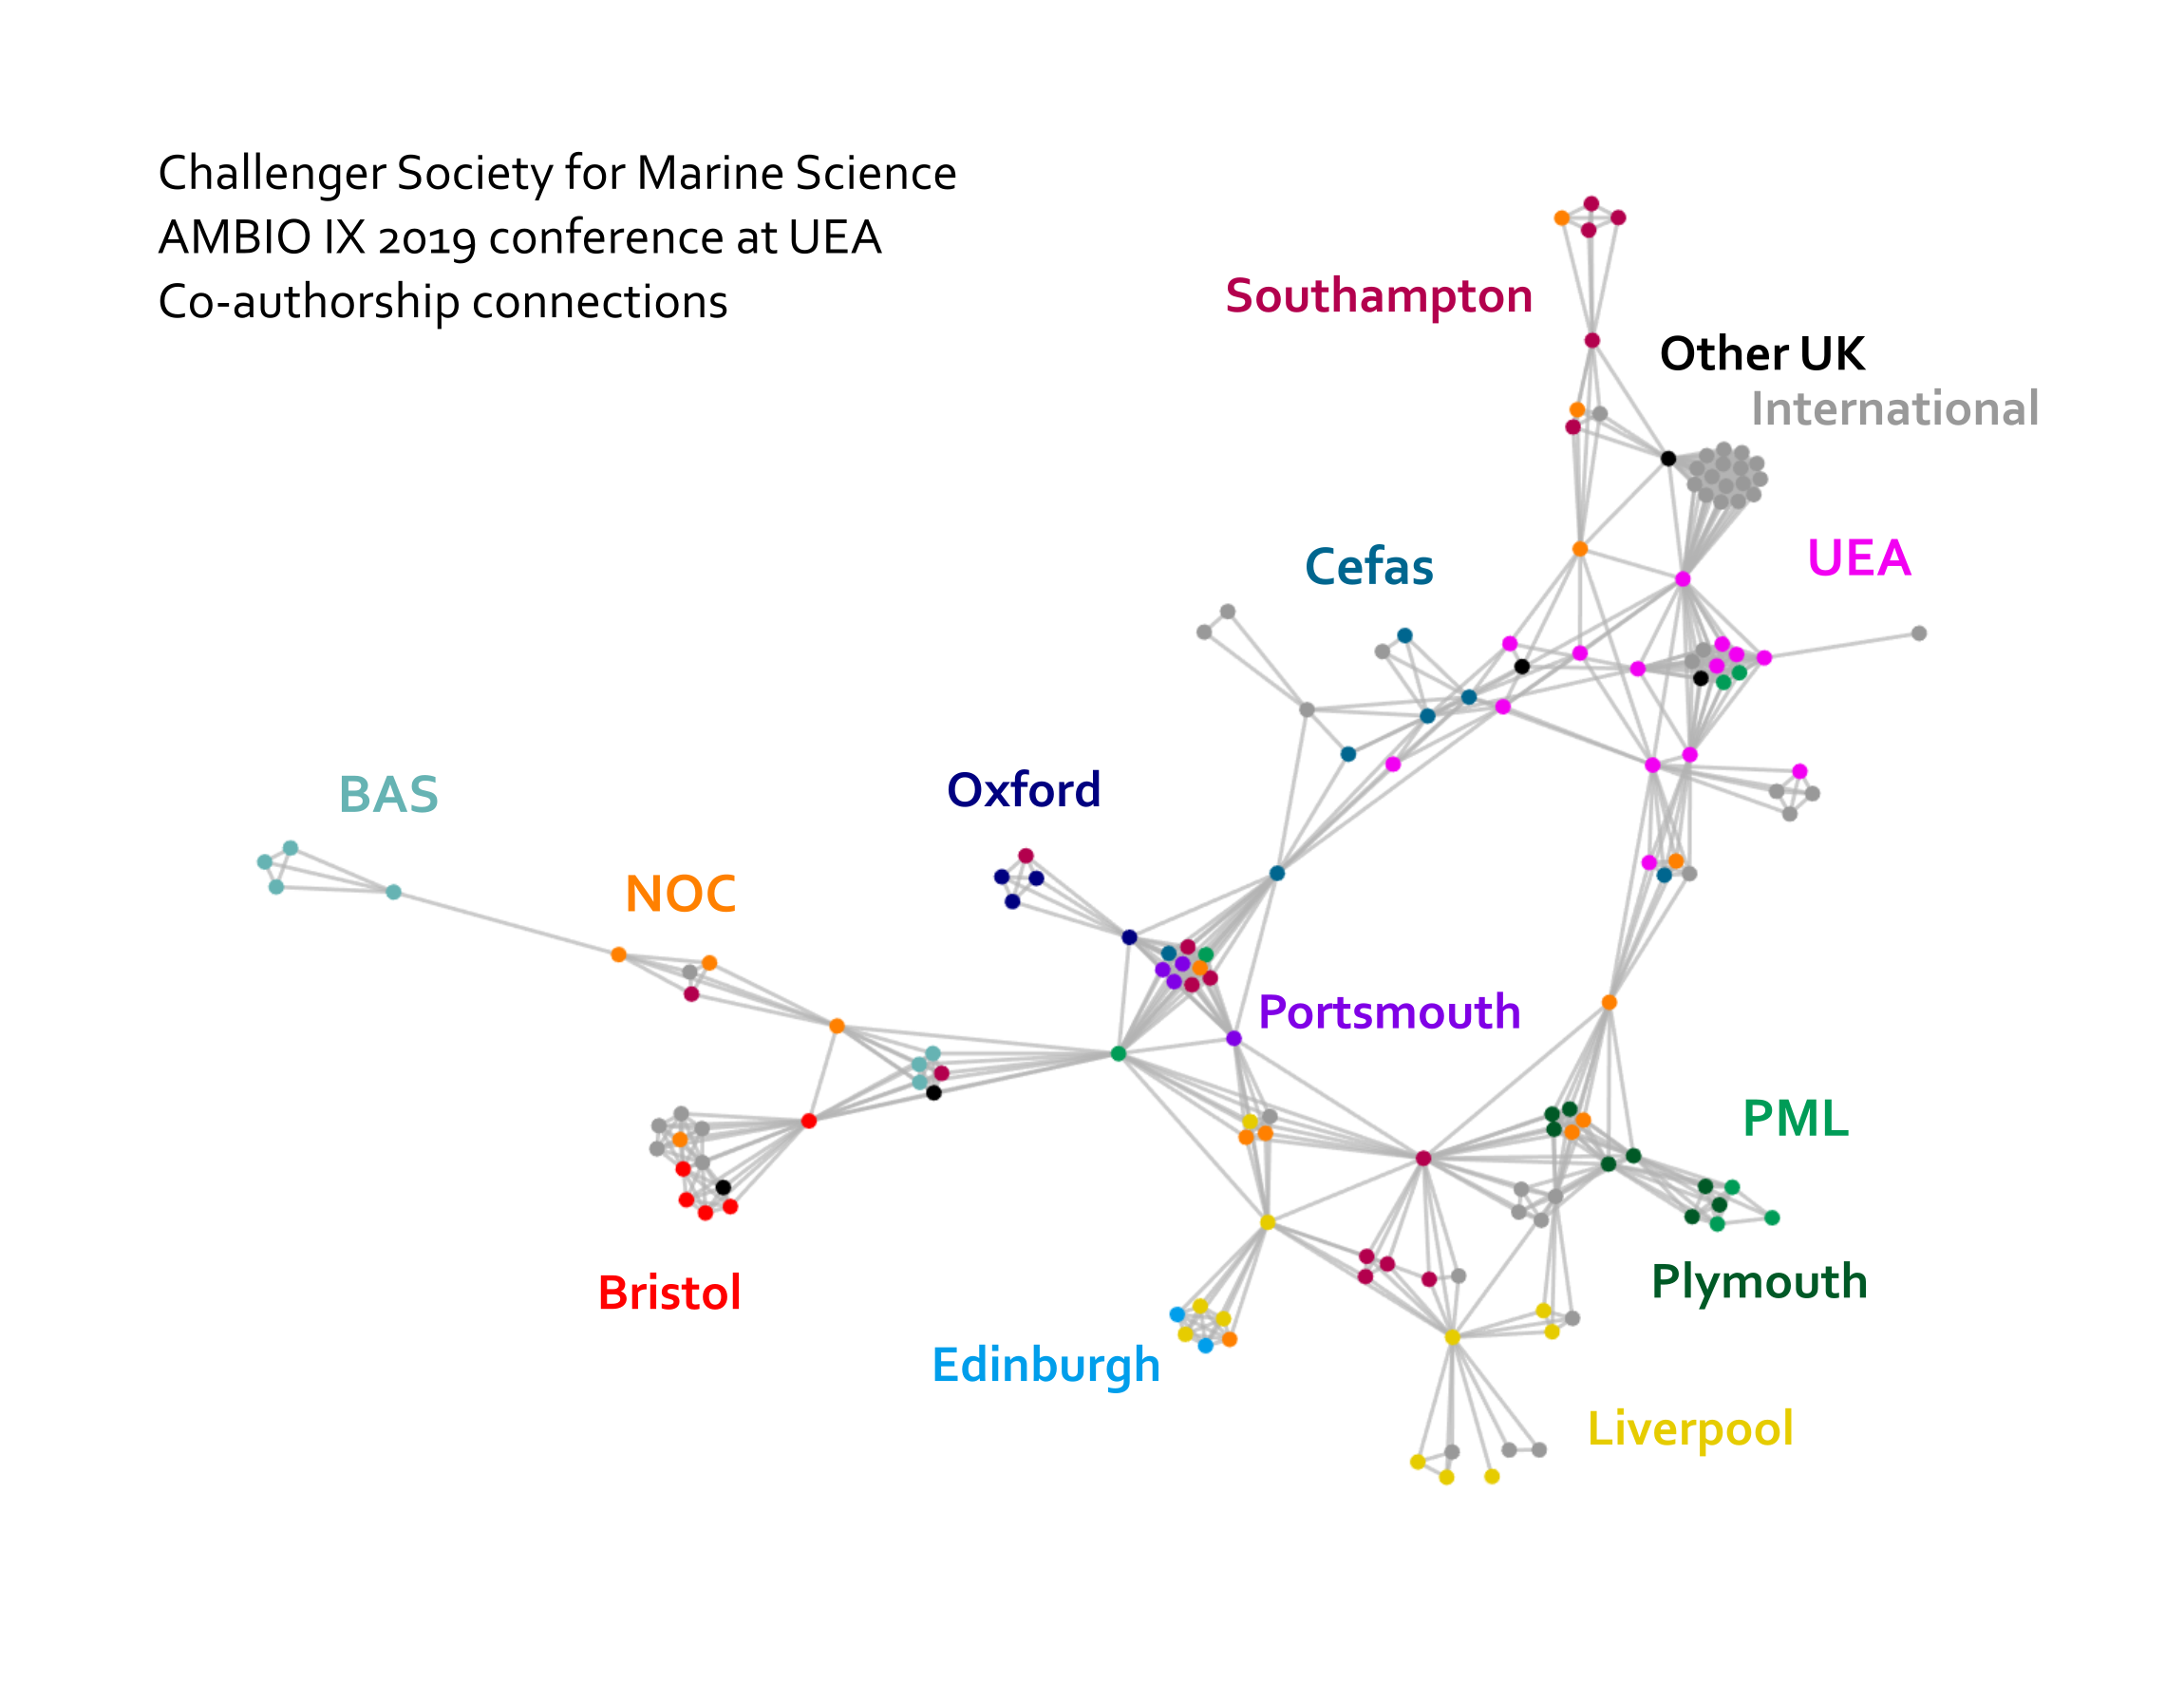 Challenger Society for Marine Science
AMBIO IX 2019 conference at UEA
Co-authorship connections
Southampton
Other UK
International
UEA
Cefas
Oxford
BAS
NOC
Portsmouth
PML
Plymouth
Bristol
Edinburgh
Liverpool